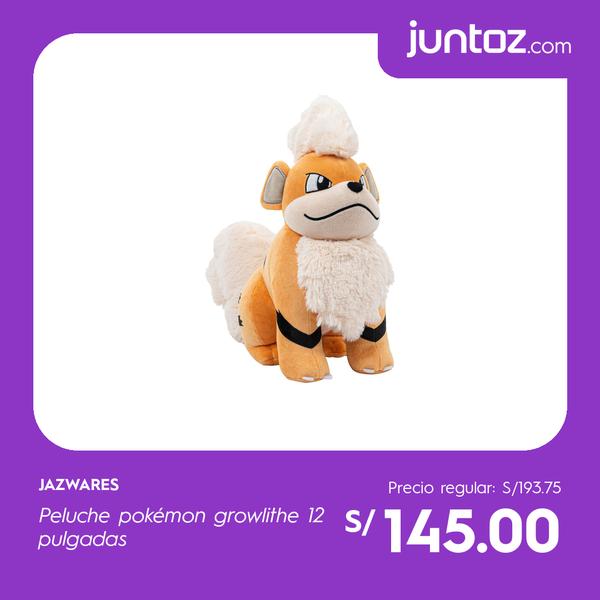 juntoz.com
JAZWARES
Peluche pokémon growlithe 12
pulgadas
Precio regular: S/193.75
S/145.00